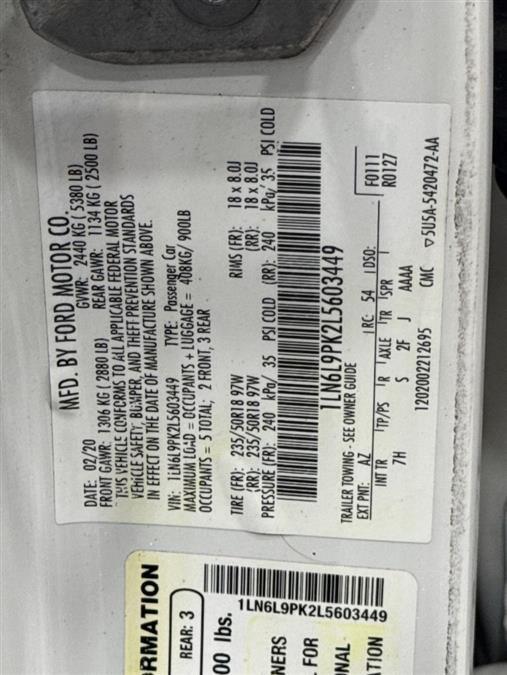 MFD. BY FORD MOTOR CO.
DATE: 02/20 GVWR: 2440 KG (5380 LB)
FRONT GAWR: 1306 KG (2880 LB) REAR GAWR: 1134 KG (2500 LB)
THIS VEHICLE CONFORMS TO ALL APPLICABLE FEDERAL MOTOR
VEHICLE SAFETY, BUMPER, AND THEFT PREVENTION STANDARDS
IN EFFECT ON THE DATE OF MANUFACTURE SHOWN ABOVE.
VIN: 1LN6L9PK2L5603449 TYPE: Passenger Car
MAXIMUM LOAD = OCCUPANTS + LUGGAGE = 408KG/ 900LB
OCCUPANTS = 5 TOTAL; 2 FRONT, 3 REAR
TIRE (FR): 235/50R18 97W RIMS (FR): 18 x 8.0J
(RR): 235/50R18 97W (RR): 18 x 8.0J
PRESSURE (FR): 240 kPa/ 35 PSI COLD (RR): 240 kPa/ 35 PSI COLD
1LN6L9PK2L5603449
TRAILER TOWING - SEE OWNER GUIDE
EXT PNT: AZ RC: 54 DSO: F0111
R0127
INT TR TP/PS R AXLE TR SPR
7H S 2F J AAAA
1202002212695 CMC ▽5U5A-5420472-AA
1LN6L9PK2L5603449
ORMATION
REAR: 3
00 lbs.
NERS
L FOR
ONAL
ATION